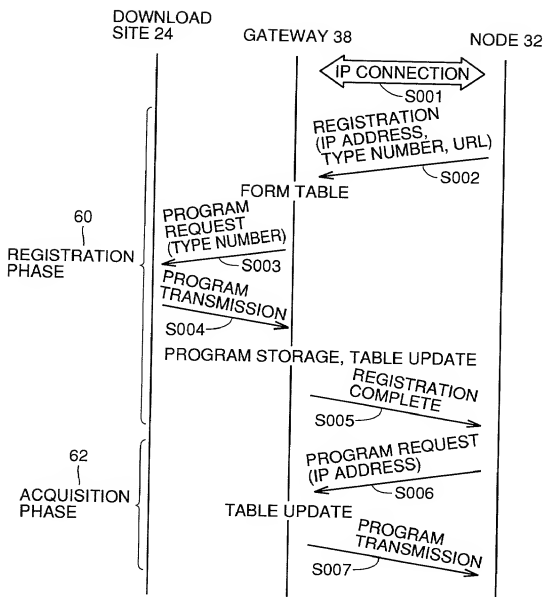 DOWNLOAD
SITE 24
GATEWAY 38
NODE 32
IP CONNECTION
S001
REGISTRATION
(IP ADDRESS,
TYPE NUMBER, URL)
S002
FORM TABLE
60
REGISTRATION
PHASE
PROGRAM
REQUEST
(TYPE NUMBER)
S003
PROGRAM
TRANSMISSION
S004
PROGRAM STORAGE, TABLE UPDATE
REGISTRATION
COMPLETE
S005
62
ACQUISITION
PHASE
PROGRAM REQUEST
(IP ADDRESS)
S006
TABLE UPDATE
PROGRAM
TRANSMISSION
S007